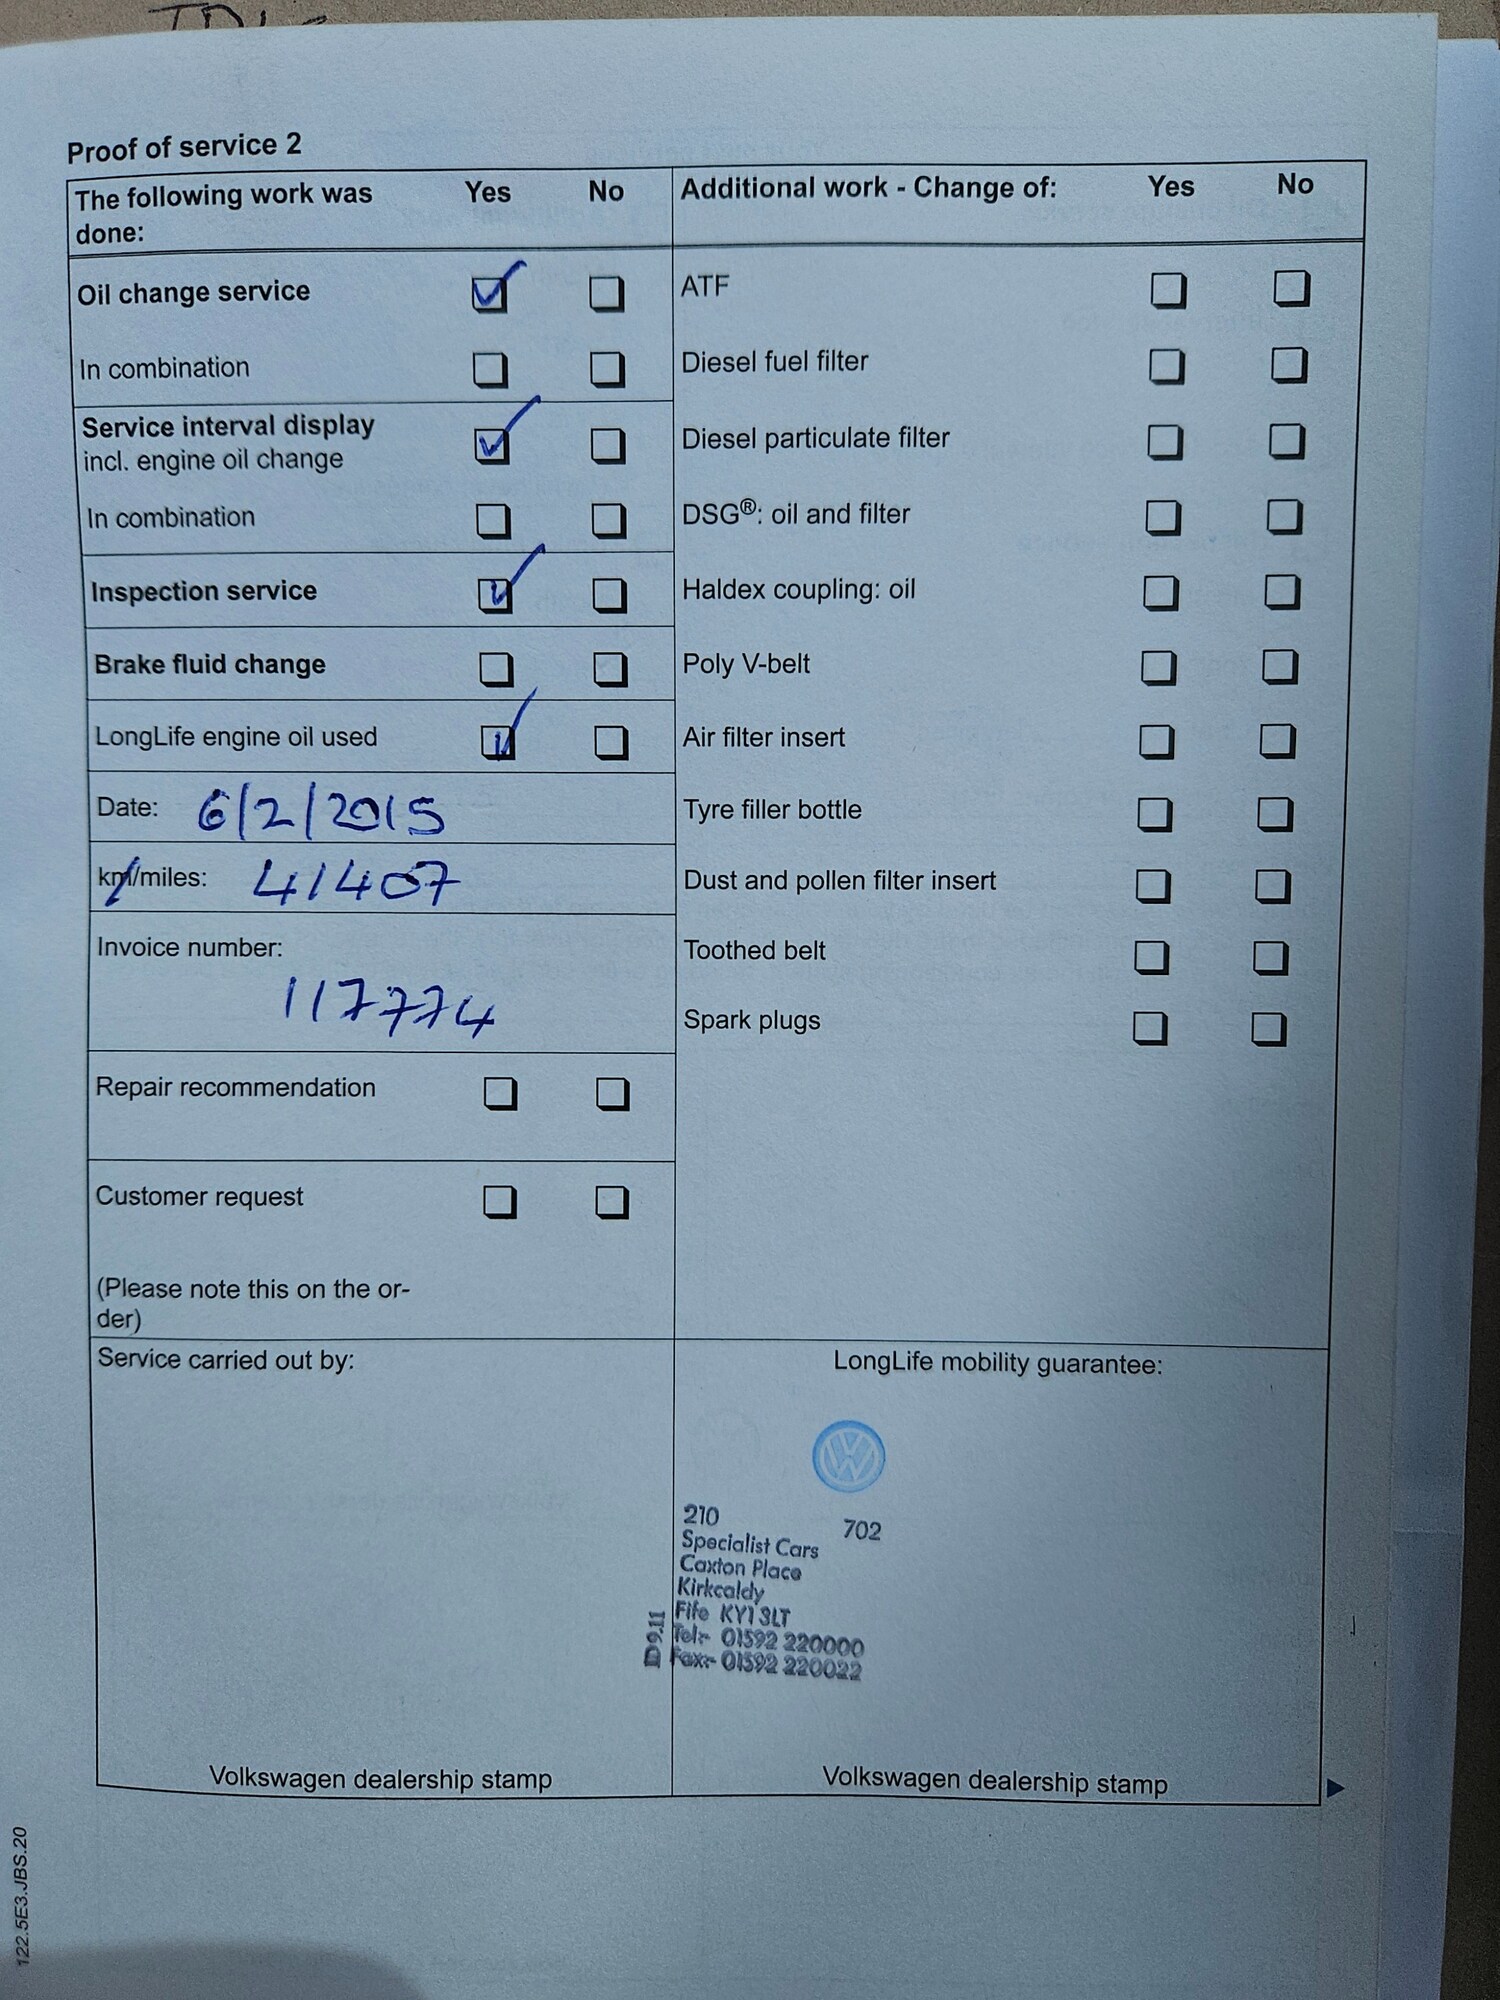 Proof of service 2
The following work was
done:
Yes No
Oil change service
In combination
Service interval display
incl. engine oil change
In combination
Inspection service
Brake fluid change
LongLife engine oil used
Date: 6/2/2015
km/miles: 41407
Invoice number:
117774
Repair recommendation
Customer request
(Please note this on the or-
der)
Service carried out by:
Volkswagen dealership stamp
Additional work - Change of: Yes No
ATF
Diesel fuel filter
Diesel particulate filter
DSG®: oil and filter
Haldex coupling: oil
Poly V-belt
Air filter insert
Tyre filler bottle
Dust and pollen filter insert
Toothed belt
Spark plugs
LongLife mobility guarantee:
210 702
Specialist Cars
Caxton Place
Kirkcaldy
Fife KY1 3LT
Tel:- 01592 220000
Fax:- 01592 220022
D9.11
Volkswagen dealership stamp
122.5E3.JBS.20